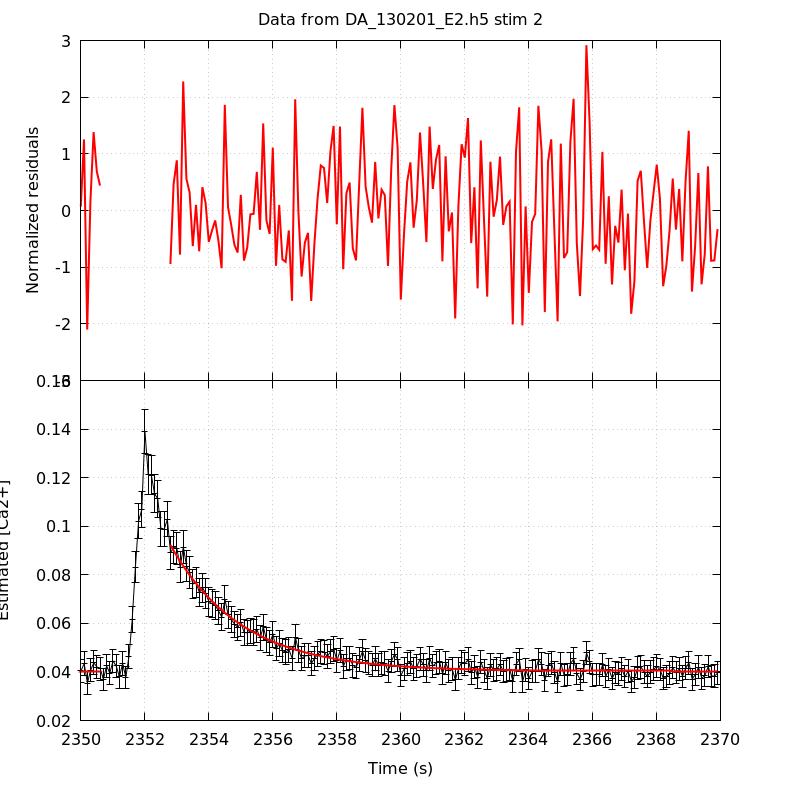 Data from DA_130201_E2.h5 stim 2
3
2
1
0
-1
-2
Normalized residuals
0.14
0.12
0.1
0.08
0.06
0.04
0.02
Estimated [Ca2+]
2350 2352 2354 2356 2358 2360 2362 2364 2366 2368 2370
Time (s)